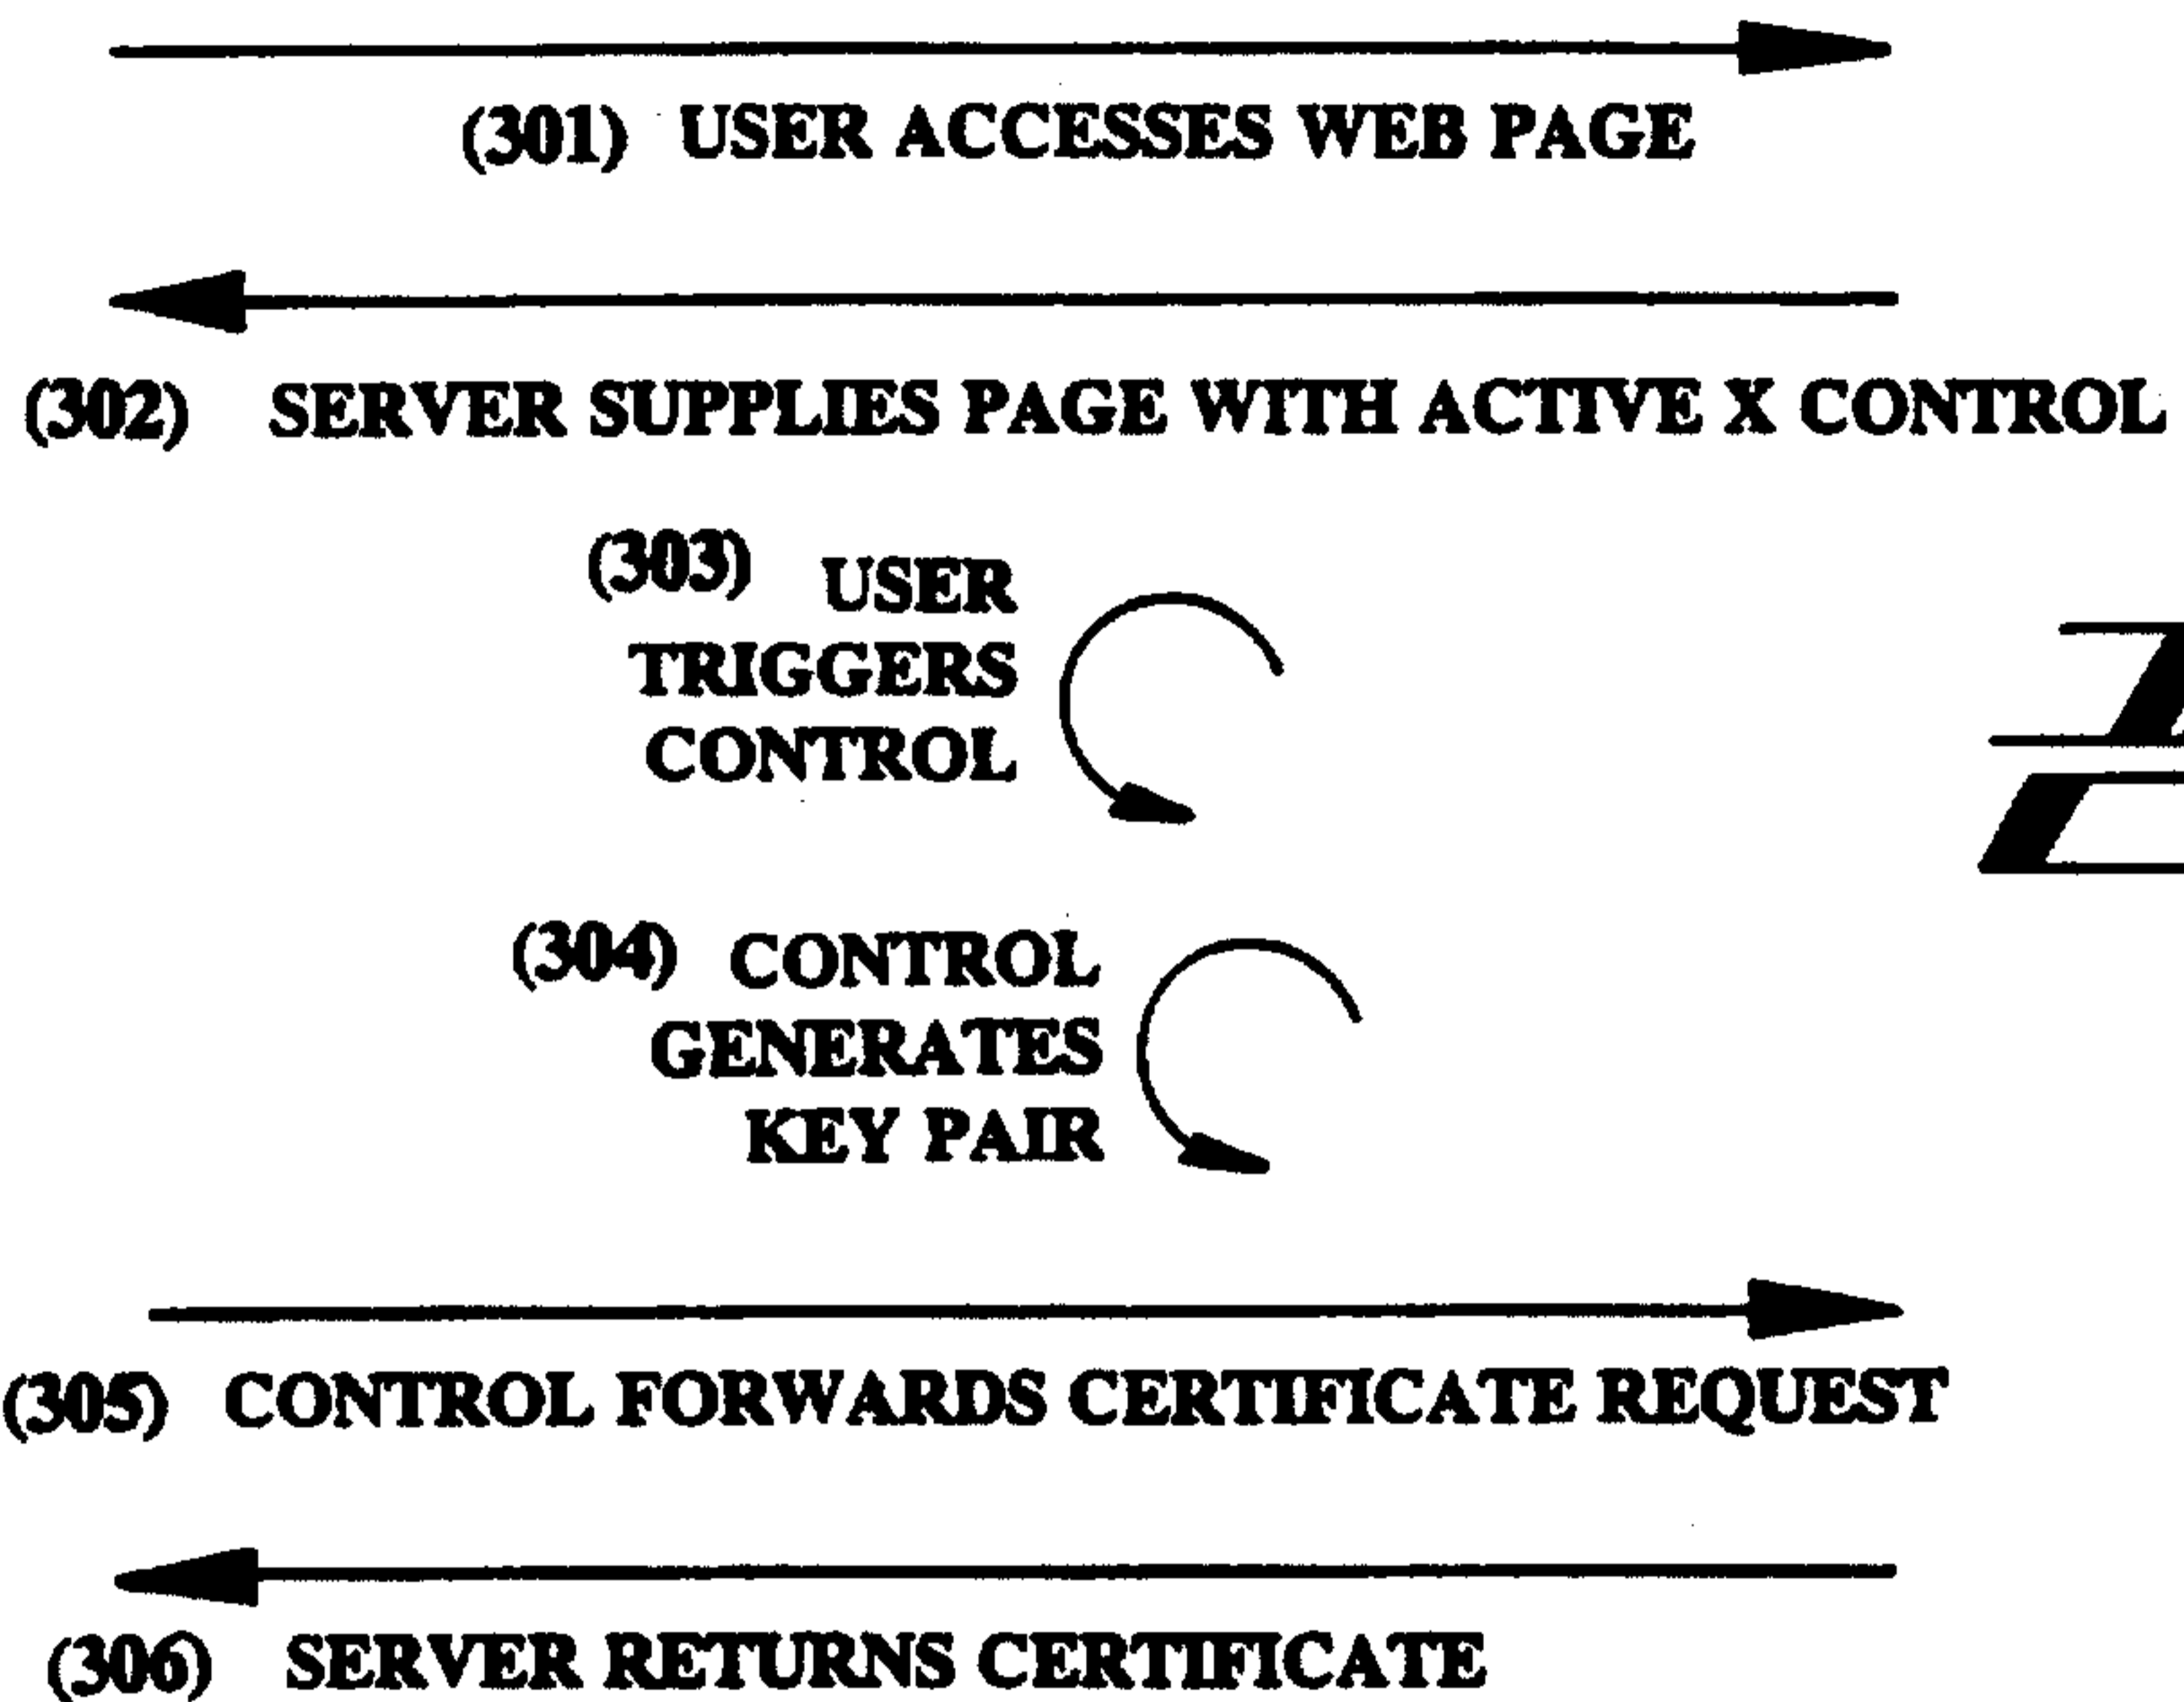 (301) USER ACCESSES WEB PAGE
(302) SERVER SUPPLIES PAGE WITH ACTIVE X CONTROL
(303) USER
TRIGGERS
CONTROL
(304) CONTROL
GENERATES
KEY PAIR
(305) CONTROL FORWARDS CERTIFICATE REQUEST
(306) SERVER RETURNS CERTIFICATE